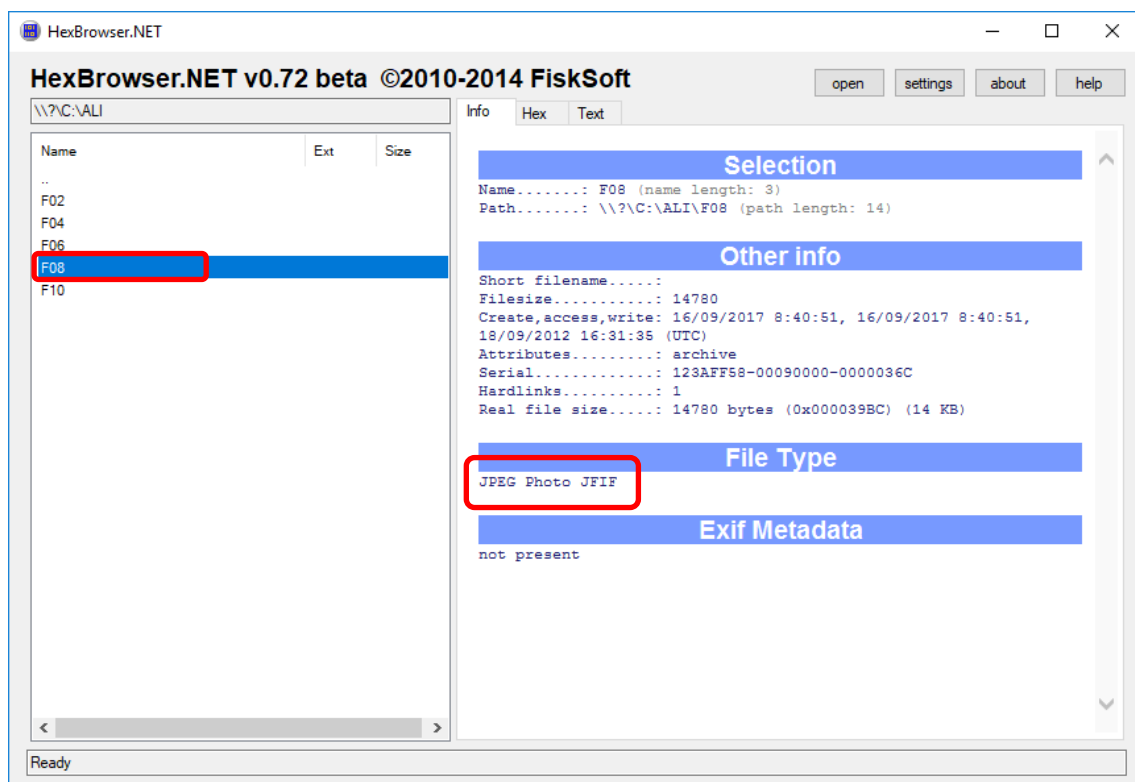 HexBrowser.NET
HexBrowser.NET v0.72 beta ©2010-2014 FiskSoft
open settings about help
\\?\C:\ALI
Info Hex Text
Name Ext Size
..
F02
F04
F06
F08
F10
Selection
Name.......: F08 (name length: 3)
Path.......: \\?\C:\ALI\F08 (path length: 14)
Other info
Short filename.....:
Filesize...........: 14780
Create,access,write: 16/09/2017 8:40:51, 16/09/2017 8:40:51,
18/09/2012 16:31:35 (UTC)
Attributes.........: archive
Serial.............: 123AFF58-00090000-0000036C
Hardlinks..........: 1
Real file size.....: 14780 bytes (0x000039BC) (14 KB)
File Type
JPEG Photo JFIF
Exif Metadata
not present
Ready